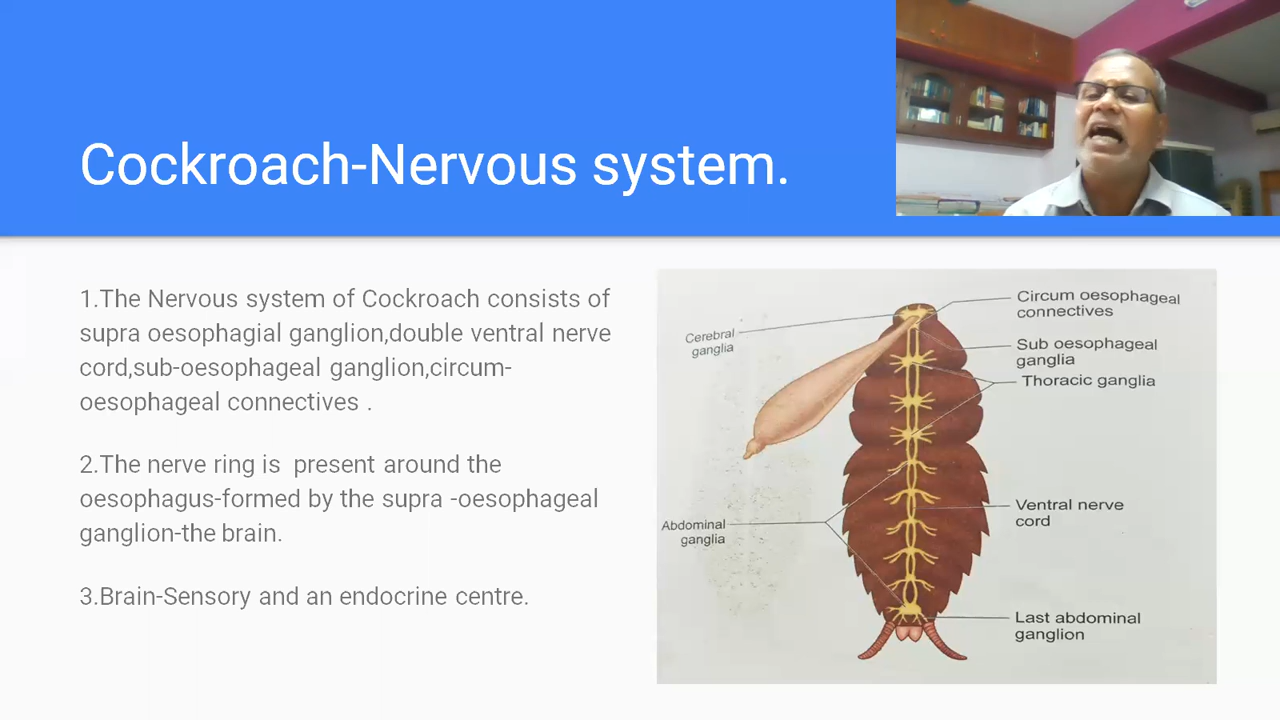 Cockroach-Nervous system.
1.The Nervous system of Cockroach consists of
supra oesophagial ganglion,double ventral nerve
cord,sub-oesophageal ganglion,circum-
oesophageal connectives .
2.The nerve ring is  present around the
oesophagus-formed by the supra -oesophageal
ganglion-the brain.
3.Brain-Sensory and an endocrine centre.
Circum oesophageal
connectives
Cerebral
ganglia
Sub oesophageal
ganglia
Thoracic ganglia
Ventral nerve
cord
Abdominal
ganglia
Last abdominal
ganglion